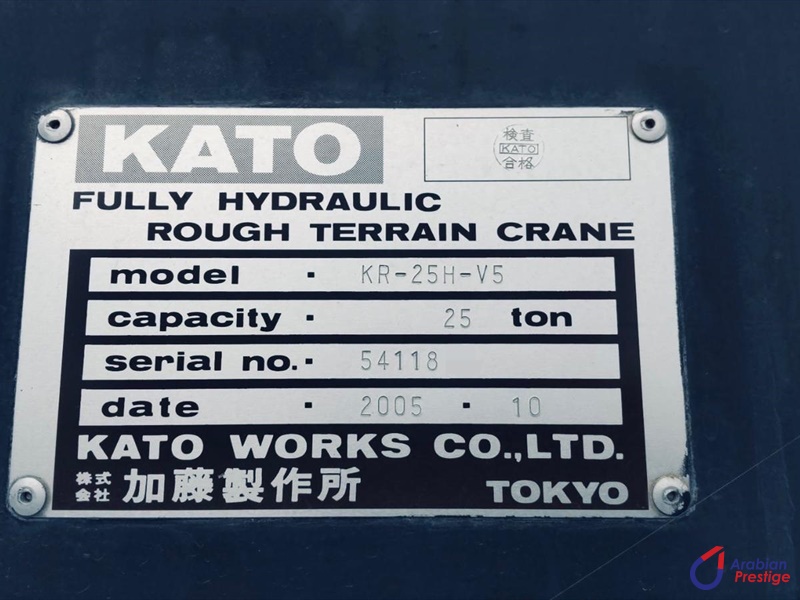 KATO
検査
KATO
合格
FULLY HYDRAULIC
ROUGH TERRAIN CRANE
model · KR-25H-V5
capacity · 25 ton
serial no. · 54118
date · 2005 · 10
KATO WORKS CO.,LTD.
株式会社 加藤製作所 TOKYO
Arabian
Prestige